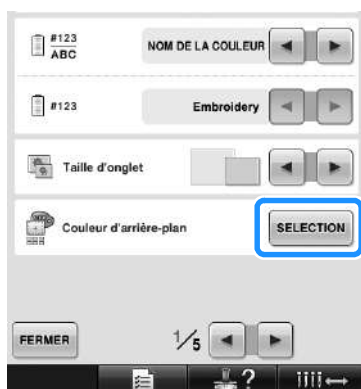 #123
ABC
NOM DE LA COULEUR
#123
Embroidery
Taille d'onglet
Couleur d'arrière-plan
SELECTION
FERMER
1/5
?